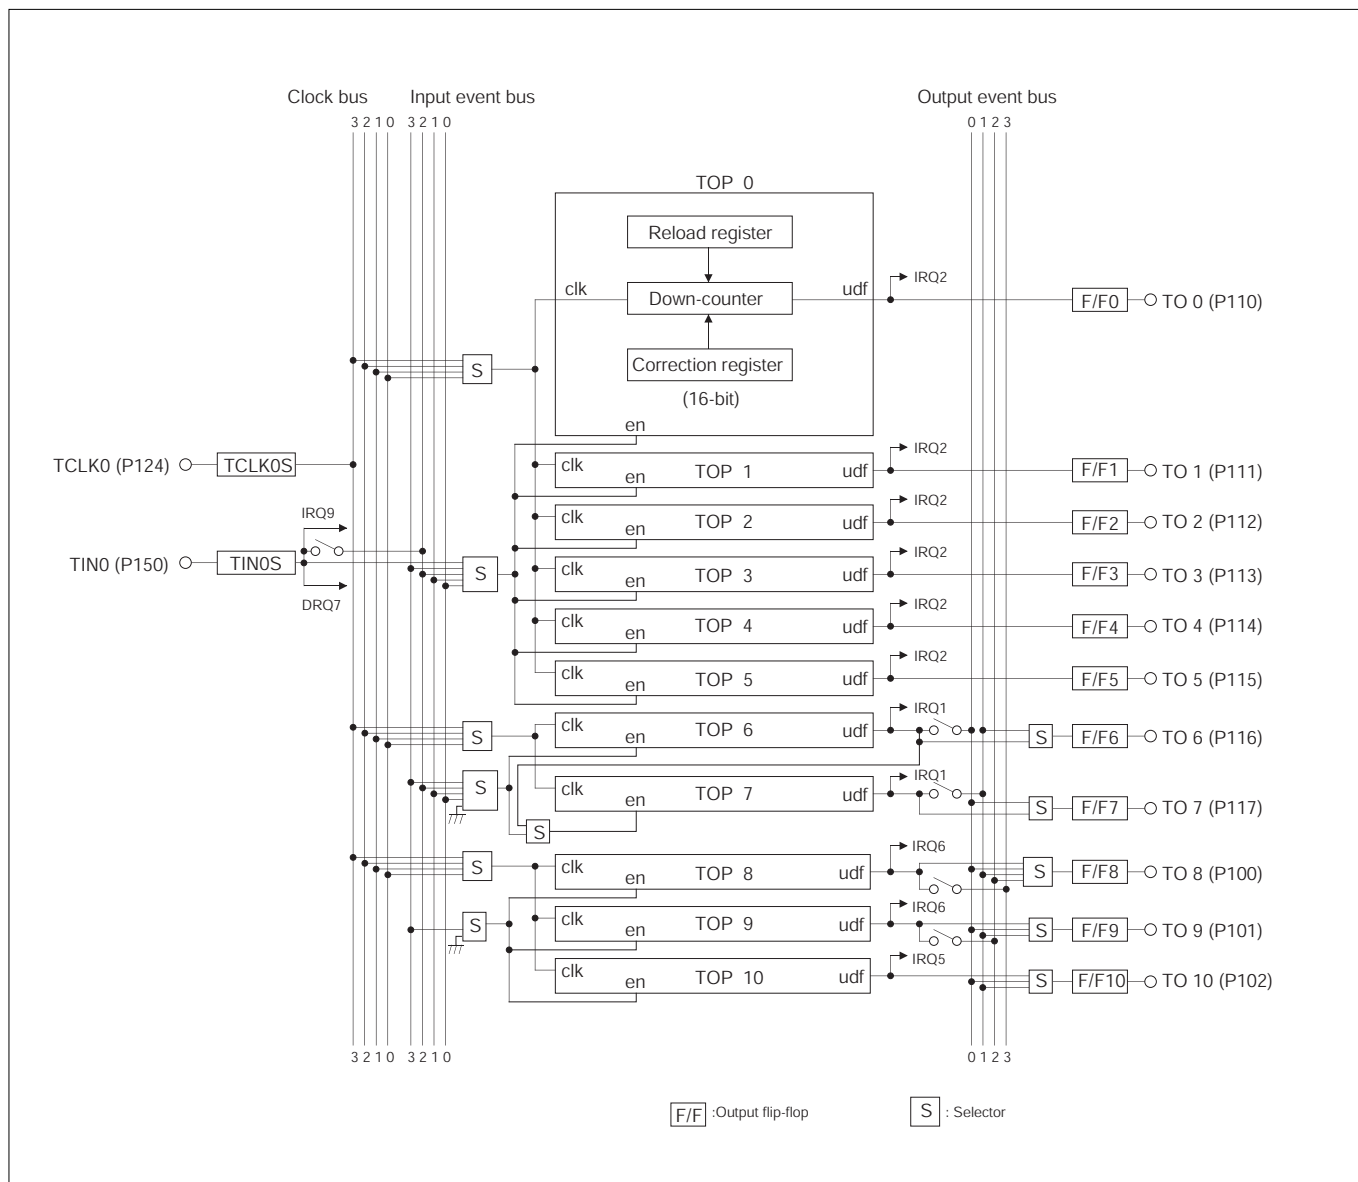 Clock bus Input event bus Output event bus
3 2 1 0 3 2 1 0 0 1 2 3
TOP 0
Reload register
IRQ2
clk Down-counter udf F/F0 TO 0 (P110)
S Correction register
(16-bit)
en
IRQ2
TCLK0 (P124) TCLK0S clk en TOP 1 udf F/F1 TO 1 (P111)
IRQ2
IRQ9 clk en TOP 2 udf F/F2 TO 2 (P112)
IRQ2
TIN0 (P150) TIN0S S clk en TOP 3 udf F/F3 TO 3 (P113)
DRQ7 IRQ2
clk en TOP 4 udf F/F4 TO 4 (P114)
IRQ2
clk en TOP 5 udf F/F5 TO 5 (P115)
IRQ1
S clk en TOP 6 udf S F/F6 TO 6 (P116)
IRQ1
S clk en TOP 7 udf S F/F7 TO 7 (P117)
S
IRQ6
S clk en TOP 8 udf S F/F8 TO 8 (P100)
IRQ6
S clk en TOP 9 udf S F/F9 TO 9 (P101)
IRQ5
clk en TOP 10 udf S F/F10 TO 10 (P102)
3 2 1 0 3 2 1 0 0 1 2 3
F/F :Output flip-flop S : Selector